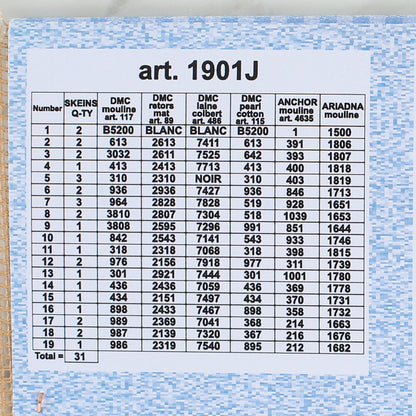 art. 1901J
Number SKEINS Q-TY DMC mouline art. 117 DMC retors mat art. 89 DMC laine colbert art. 486 DMC pearl cotton art. 115 ANCHOR mouline art. 4635 ARIADNA mouline
1 2 B5200 BLANC BLANC B5200 1 1500
2 2 613 2613 7411 613 391 1806
3 2 3032 2611 7525 642 393 1807
4 1 413 2413 7713 413 400 1818
5 3 310 2310 NOIR 310 403 1819
6 2 936 2936 7427 936 846 1713
7 3 964 2828 7828 519 928 1651
8 2 3810 2807 7304 518 1039 1653
9 1 3808 2595 7296 991 851 1644
10 1 842 2543 7141 543 933 1746
11 1 318 2318 7068 318 398 1815
12 2 976 2156 7918 977 311 1739
13 1 301 2921 7444 301 1001 1780
14 1 436 2436 7059 436 369 1778
15 1 434 2151 7497 434 370 1731
16 1 898 2433 7467 898 358 1732
17 2 989 2369 7041 368 214 1663
18 2 987 2139 7320 367 216 1676
19 1 986 2319 7540 895 212 1682
Total = 31